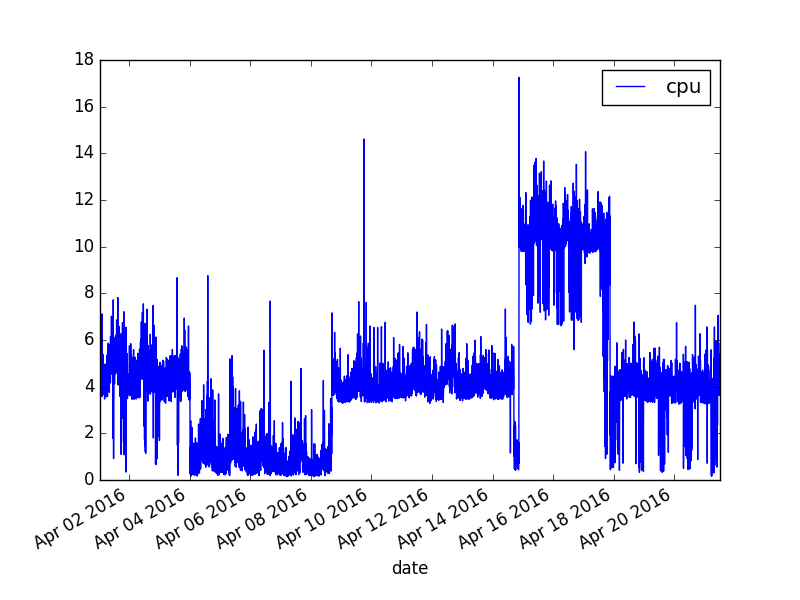 18
16
14
12
10
8
6
4
2
0
cpu
Apr 02 2016
Apr 04 2016
Apr 06 2016
Apr 08 2016
Apr 10 2016
Apr 12 2016
Apr 14 2016
Apr 16 2016
Apr 18 2016
Apr 20 2016
date